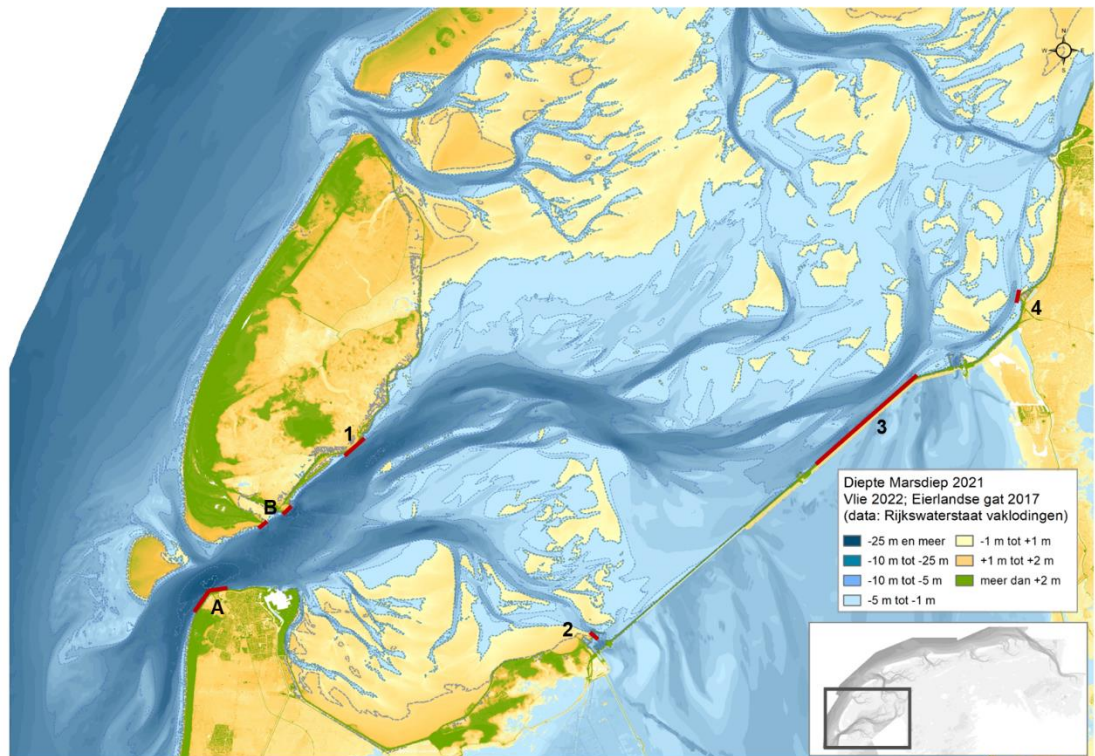 N
W
E
S
4
1
3
B
A
2
Diepte Marsdiep 2021
Vlie 2022; Eierlandse gat 2017
(data: Rijkswaterstaat vaklodingen)
-25 m en meer
-1 m tot +1 m
-10 m tot -25 m
+1 m tot +2 m
-10 m tot -5 m
meer dan +2 m
-5 m tot -1 m